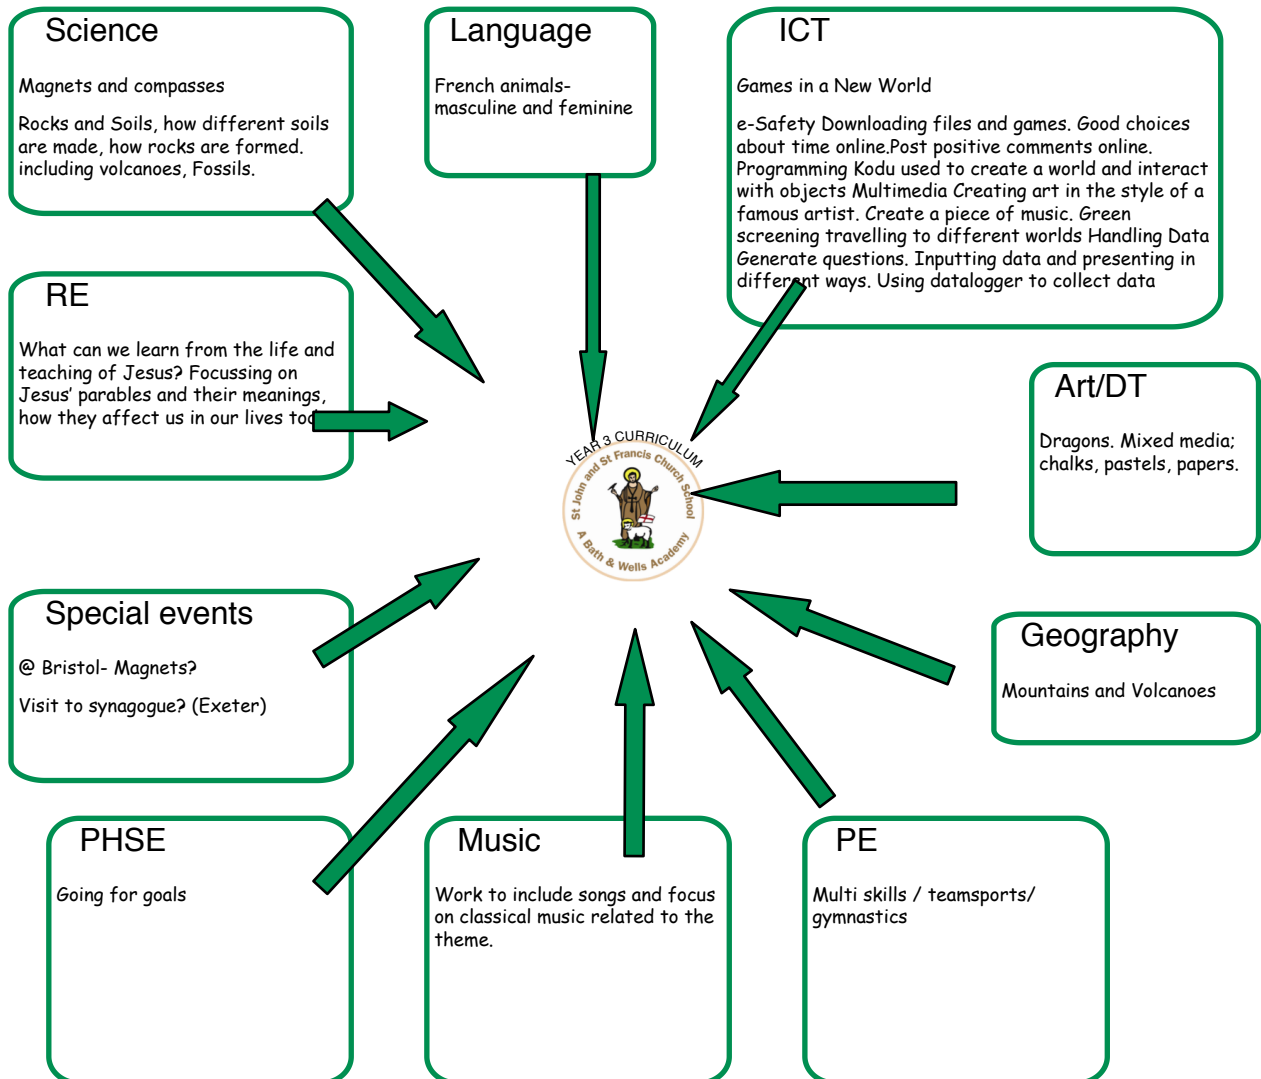 Science
Magnets and compasses
Rocks and Soils, how different soils
are made, how rocks are formed.
including volcanoes, Fossils.
Language
French animals-
masculine and feminine
ICT
Games in a New World
e-Safety Downloading files and games. Good choices
about time online.Post positive comments online.
Programming Kodu used to create a world and interact
with objects Multimedia Creating art in the style of a
famous artist. Create a piece of music. Green
screening travelling to different worlds Handling Data
Generate questions. Inputting data and presenting in
different ways. Using datalogger to collect data
RE
What can we learn from the life and
teaching of Jesus? Focussing on
Jesus’ parables and their meanings,
how they affect us in our lives
Art/DT
Dragons. Mixed media;
chalks, pastels, papers.
YEAR 3 CURRICULUM
St John and St Francis Church School
A Bath & Wells Academy
Special events
@ Bristol- Magnets?
Visit to synagogue? (Exeter)
Geography
Mountains and Volcanoes
PHSE
Going for goals
Music
Work to include songs and focus
on classical music related to the
theme.
PE
Multi skills / teamsports/
gymnastics